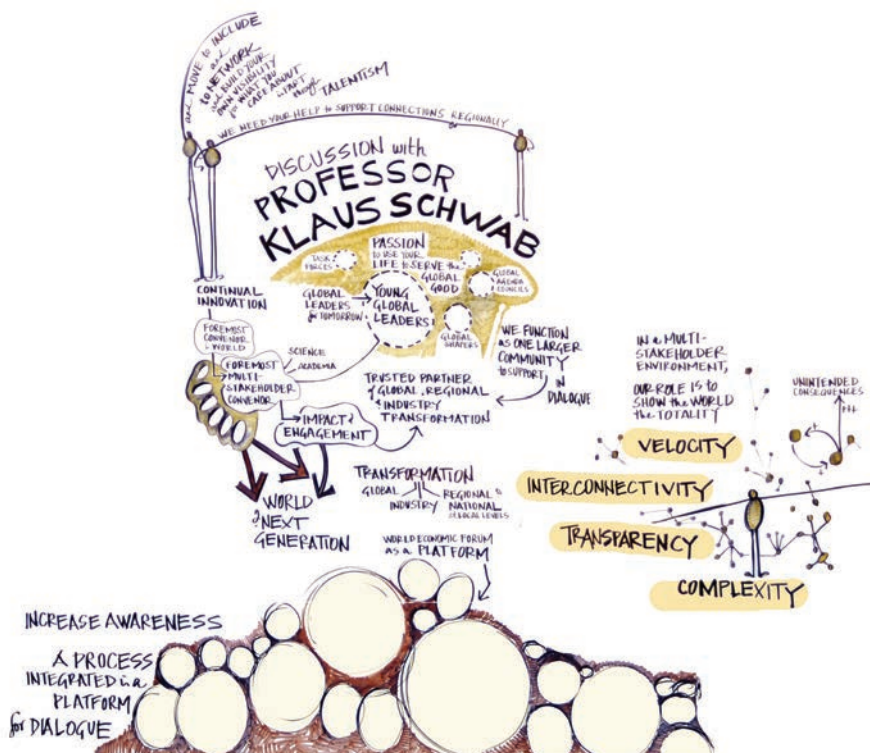 and MOVE to INCLUDE
and
to NETWORK
and BUILD YOUR
OWN VISIBILITY
for WHAT YOU
CARE ABOUT
in PART
through
TALENTISM
WE NEED YOUR HELP to SUPPORT CONNECTIONS REGIONALLY
DISCUSSION with
PROFESSOR
KLAUS SCHWAB
PASSION
to USE YOUR
LIFE to SERVE the
GLOBAL
GOOD
TASK
FORCES
GLOBAL
AGENDA
COUNCILS
GLOBAL
LEADERS
for TOMORROW
YOUNG
GLOBAL
LEADERS
GLOBAL
SHAPERS
CONTINUAL
INNOVATION
FOREMOST
CONVENOR
WORLD
FOREMOST
MULTI-
STAKEHOLDER
CONVENOR
SCIENCE
ACADEMIA
IMPACT &
ENGAGEMENT
TRUSTED PARTNER
of GLOBAL, REGIONAL
& INDUSTRY
TRANSFORMATION
WE FUNCTION
as ONE LARGER
COMMUNITY
to SUPPORT,
IN
DIALOGUE
WORLD
& NEXT
GENERATION
TRANSFORMATION
GLOBAL
INDUSTRY
REGIONAL to
NATIONAL
or LOCAL LEVELS
WORLD ECONOMIC FORUM
as a PLATFORM
IN a MULTI-
STAKEHOLDER
ENVIRONMENT,
OUR ROLE IS to
SHOW the WORLD
the TOTALITY
UNINTENDED
CONSEQUENCES
+++
+
VELOCITY
INTERCONNECTIVITY
TRANSPARENCY
COMPLEXITY
INCREASE AWARENESS
A PROCESS
INTEGRATED in a
PLATFORM
for DIALOGUE